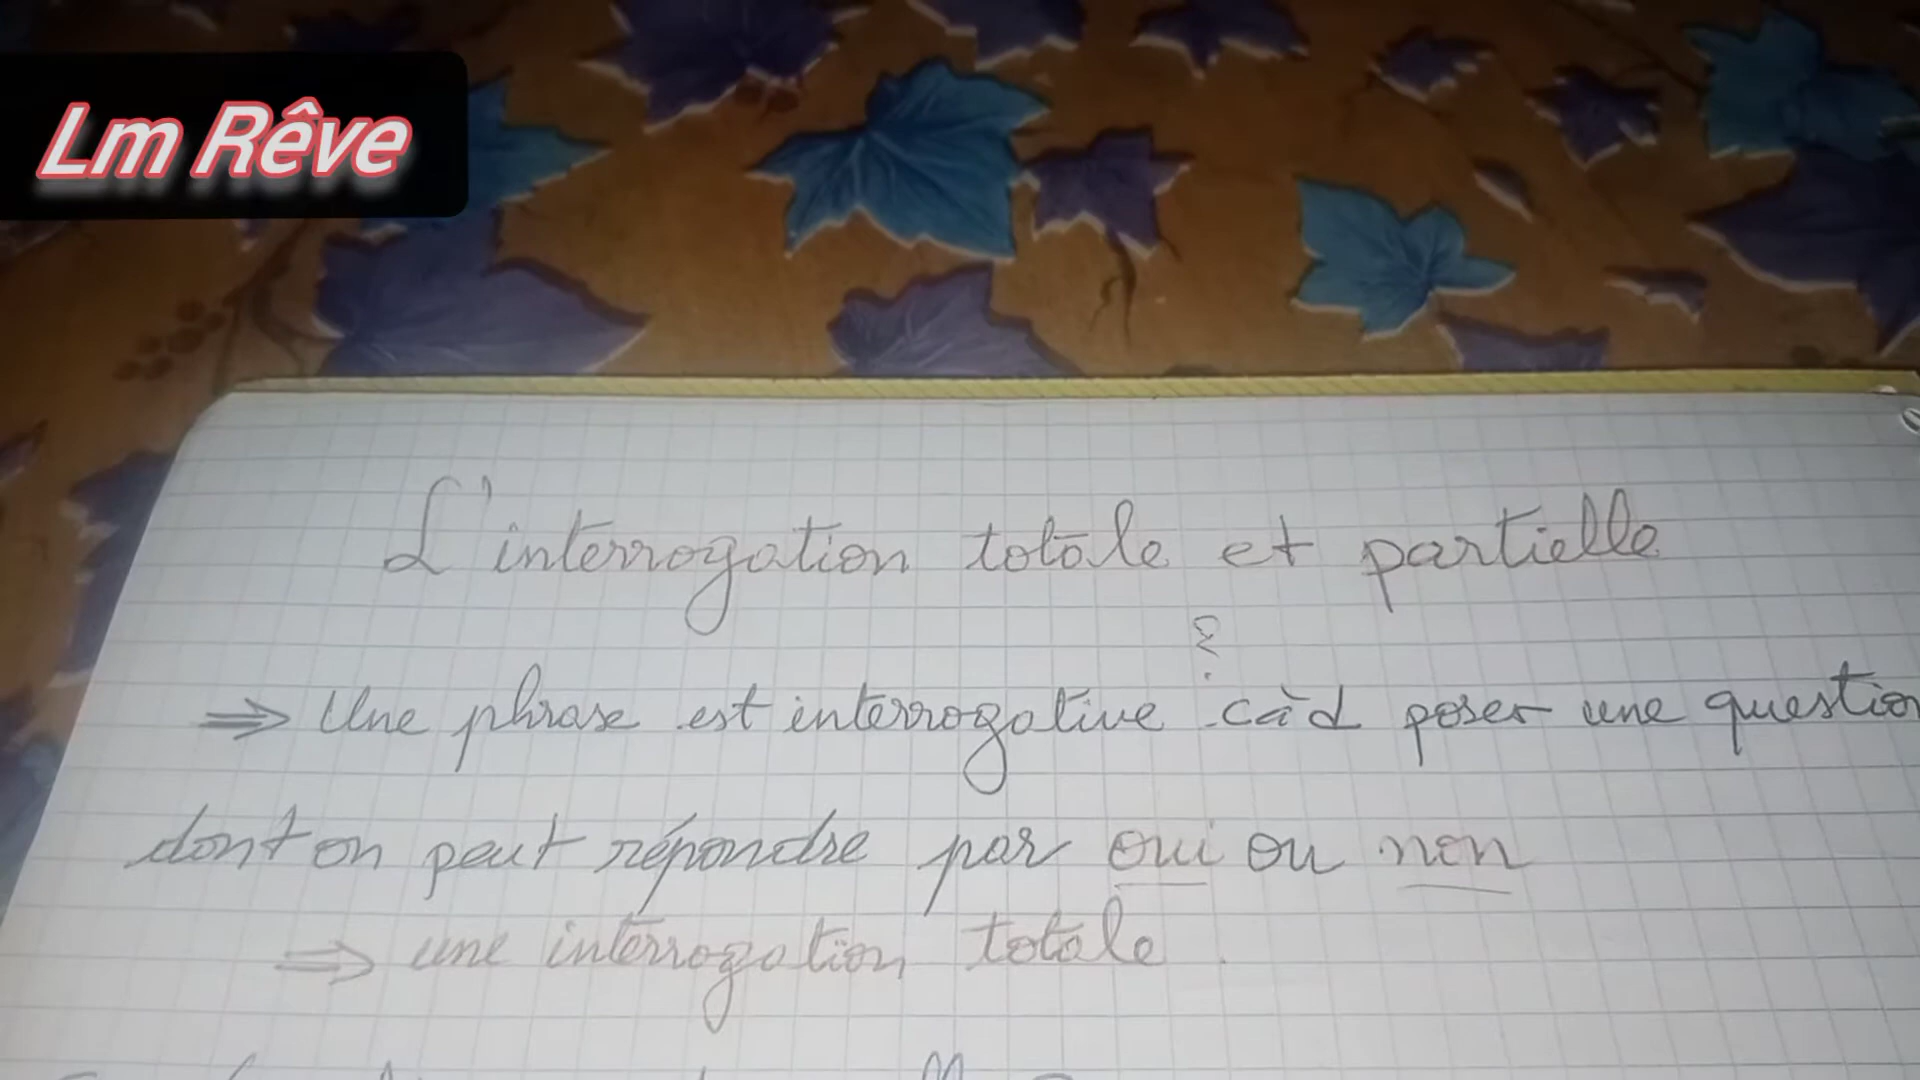 Lm Rêve
L'interrogation totale et partielle
?
⇒ Une phrase est interrogative càd poser une question
dont on peut répondre par oui ou non
⇒ une interrogation totale.